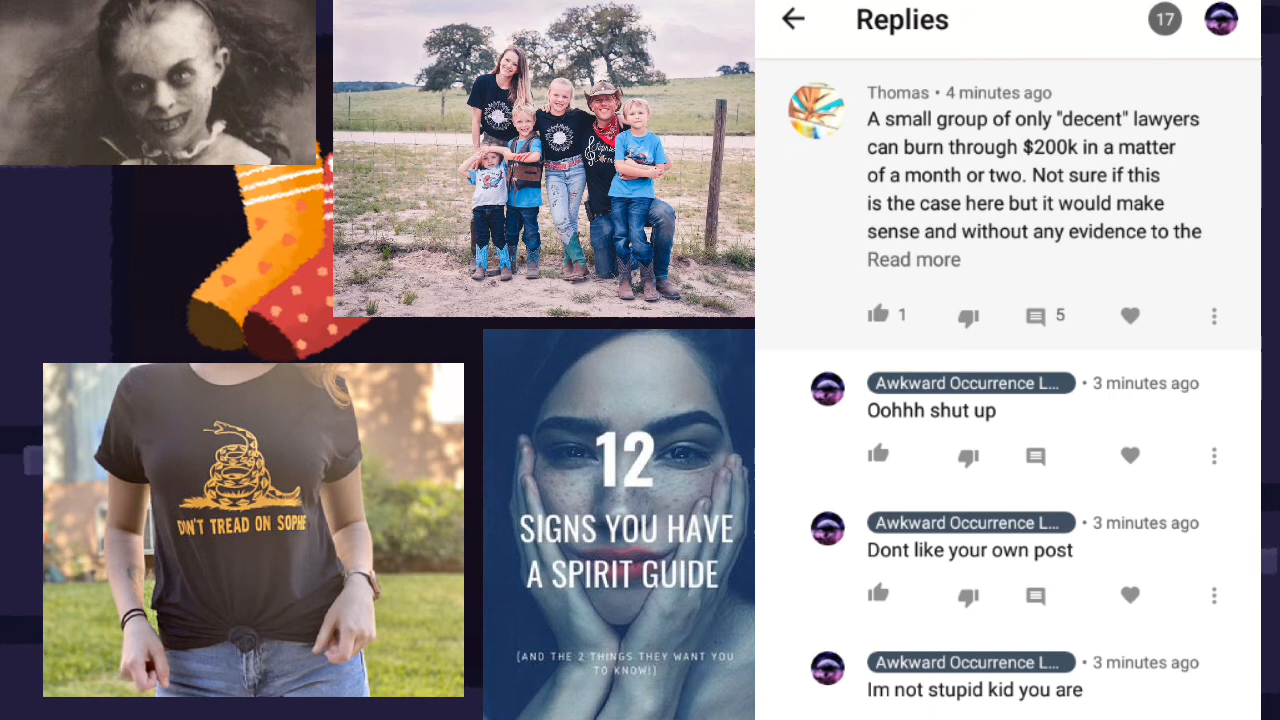 DON'T TREAD ON SOPHIE
12
SIGNS YOU HAVE
A SPIRIT GUIDE
(AND THE 2 THINGS THEY WANT YOU
TO KNOW!)
Replies
17
Thomas • 4 minutes ago
A small group of only "decent" lawyers
can burn through $200k in a matter
of a month or two. Not sure if this
is the case here but it would make
sense and without any evidence to the
Read more
1
5
Awkward Occurrence L... • 3 minutes ago
Oohhh shut up
Awkward Occurrence L... • 3 minutes ago
Dont like your own post
Awkward Occurrence L... • 3 minutes ago
Im not stupid kid you are